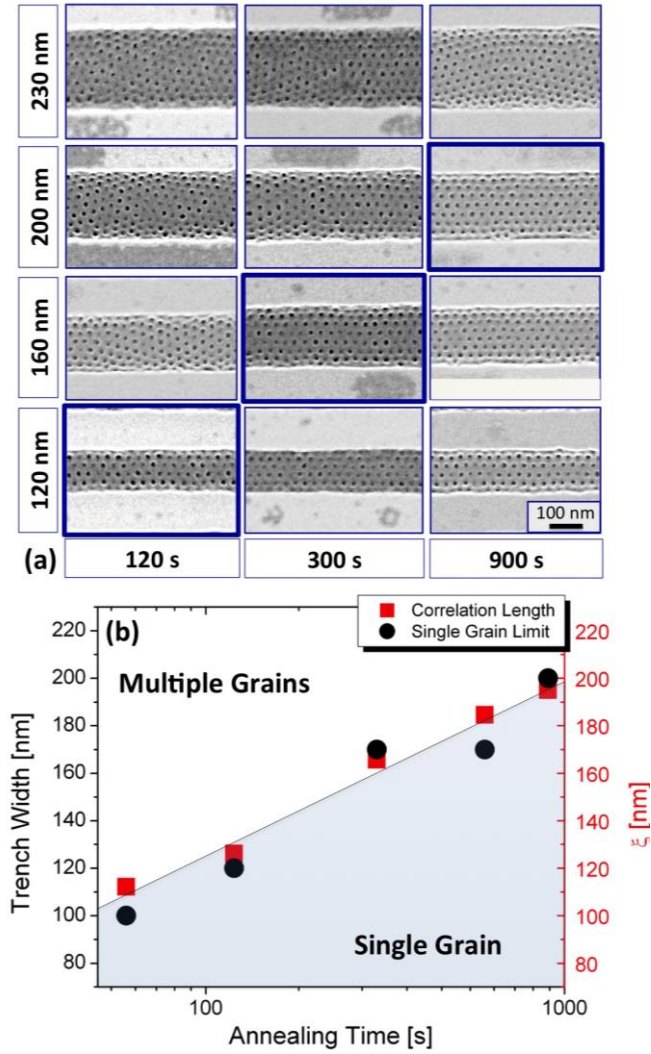 230 nm
200 nm
160 nm
120 nm
100 nm
(a)
120 s
300 s
900 s
(b)
Correlation Length
Single Grain Limit
Multiple Grains
Single Grain
220
200
180
160
140
120
100
80
Trench Width [nm]
220
200
180
160
140
120
100
80
ξ [nm]
100
1000
Annealing Time [s]